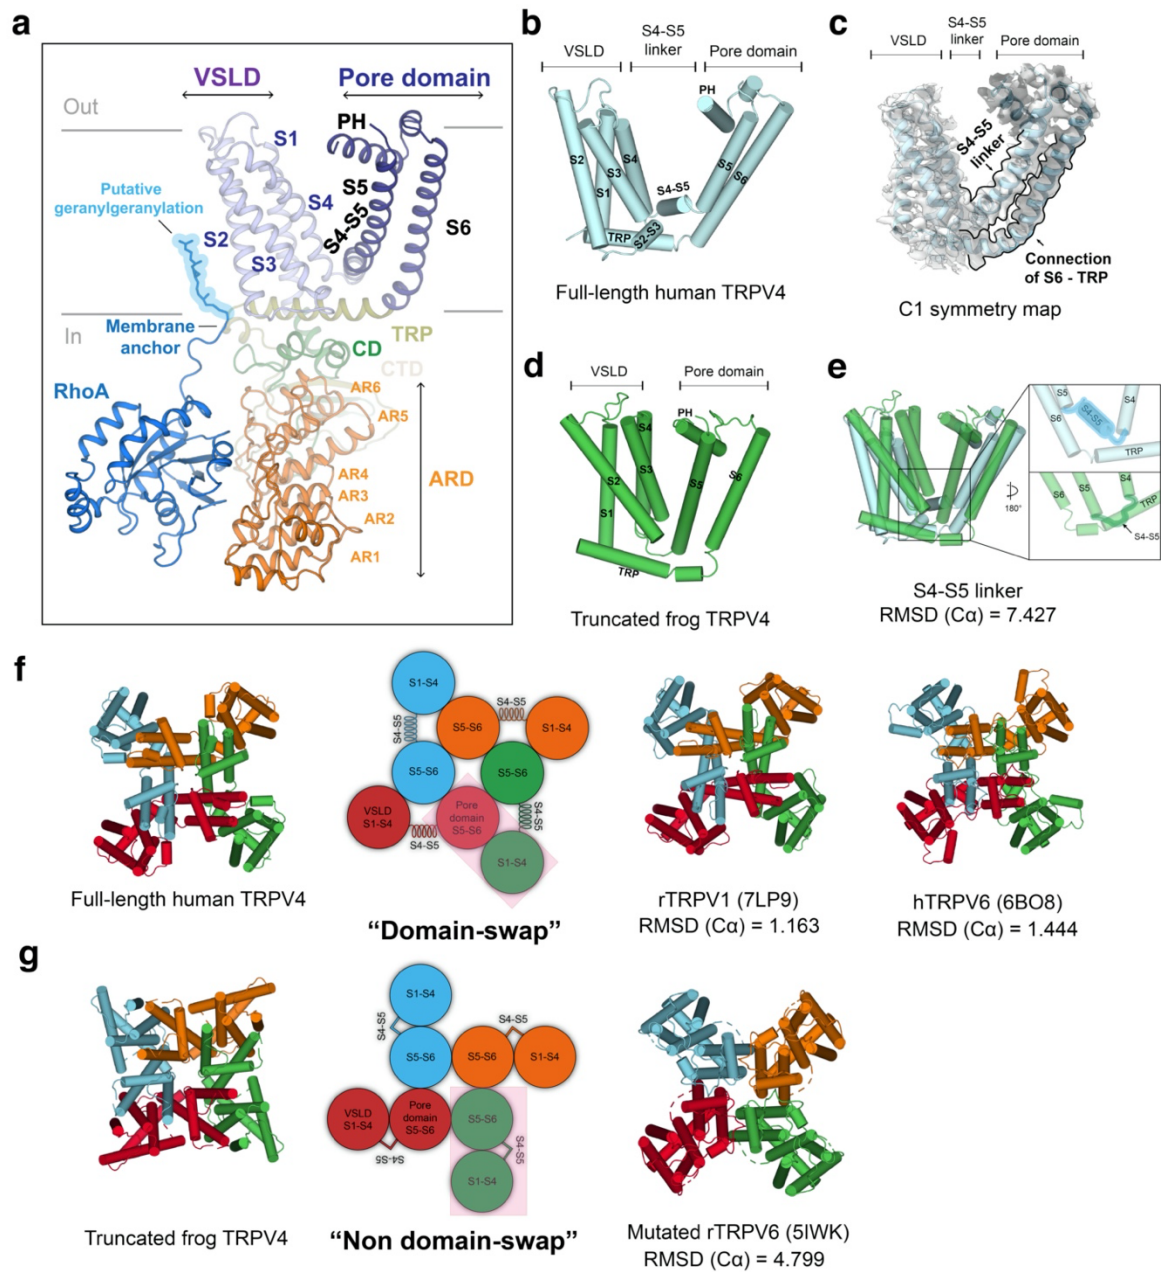 a
VSLD
Pore domain
Out
PH
S1
S5
S4
S4-S5
S6
Putative
geranylgeranylation
S2
S3
In
Membrane
anchor
TRP
CD
CTD
RhoA
AR6
AR5
AR4
AR3
AR2
AR1
ARD
b
VSLD
S4-S5
linker
Pore domain
PH
S2
S4
S3
S1
S5
S6
S4-S5
TRP
S2-S3
Full-length human TRPV4
c
VSLD
S4-S5
linker
Pore domain
S4-S5
linker
Connection
of S6 - TRP
C1 symmetry map
d
VSLD
Pore domain
PH
S4
S3
S2
S5
S6
S1
TRP
Truncated frog TRPV4
e
S5
S4
S6
S4-S5
TRP
180°
S6
S5
S4
TRP
S4-S5
S4-S5 linker
RMSD (Cα) = 7.427
f
Full-length human TRPV4
S1-S4
S4-S5
S4-S5
S5-S6
S1-S4
S5-S6
S5-S6
VSLD
S1-S4
Pore
domain
S5-S6
S4-S5
S4-S5
S1-S4
“Domain-swap”
rTRPV1 (7LP9)
RMSD (Cα) = 1.163
hTRPV6 (6BO8)
RMSD (Cα) = 1.444
g
Truncated frog TRPV4
S1-S4
S4-S5
S4-S5
S5-S6
S5-S6
S1-S4
VSLD
S1-S4
Pore
domain
S5-S6
S5-S6
S4-S5
S4-S5
S1-S4
“Non domain-swap”
Mutated rTRPV6 (5IWK)
RMSD (Cα) = 4.799